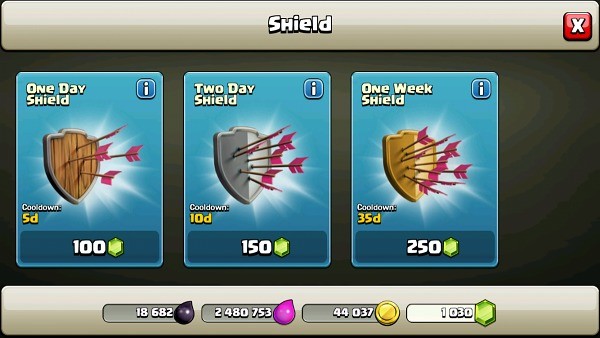 Shield
X
One Day
Shield
i
Cooldown:
5d
100
Two Day
Shield
i
Cooldown:
10d
150
One Week
Shield
i
Cooldown:
35d
250
18 682
2 480 753
44 037
1 030